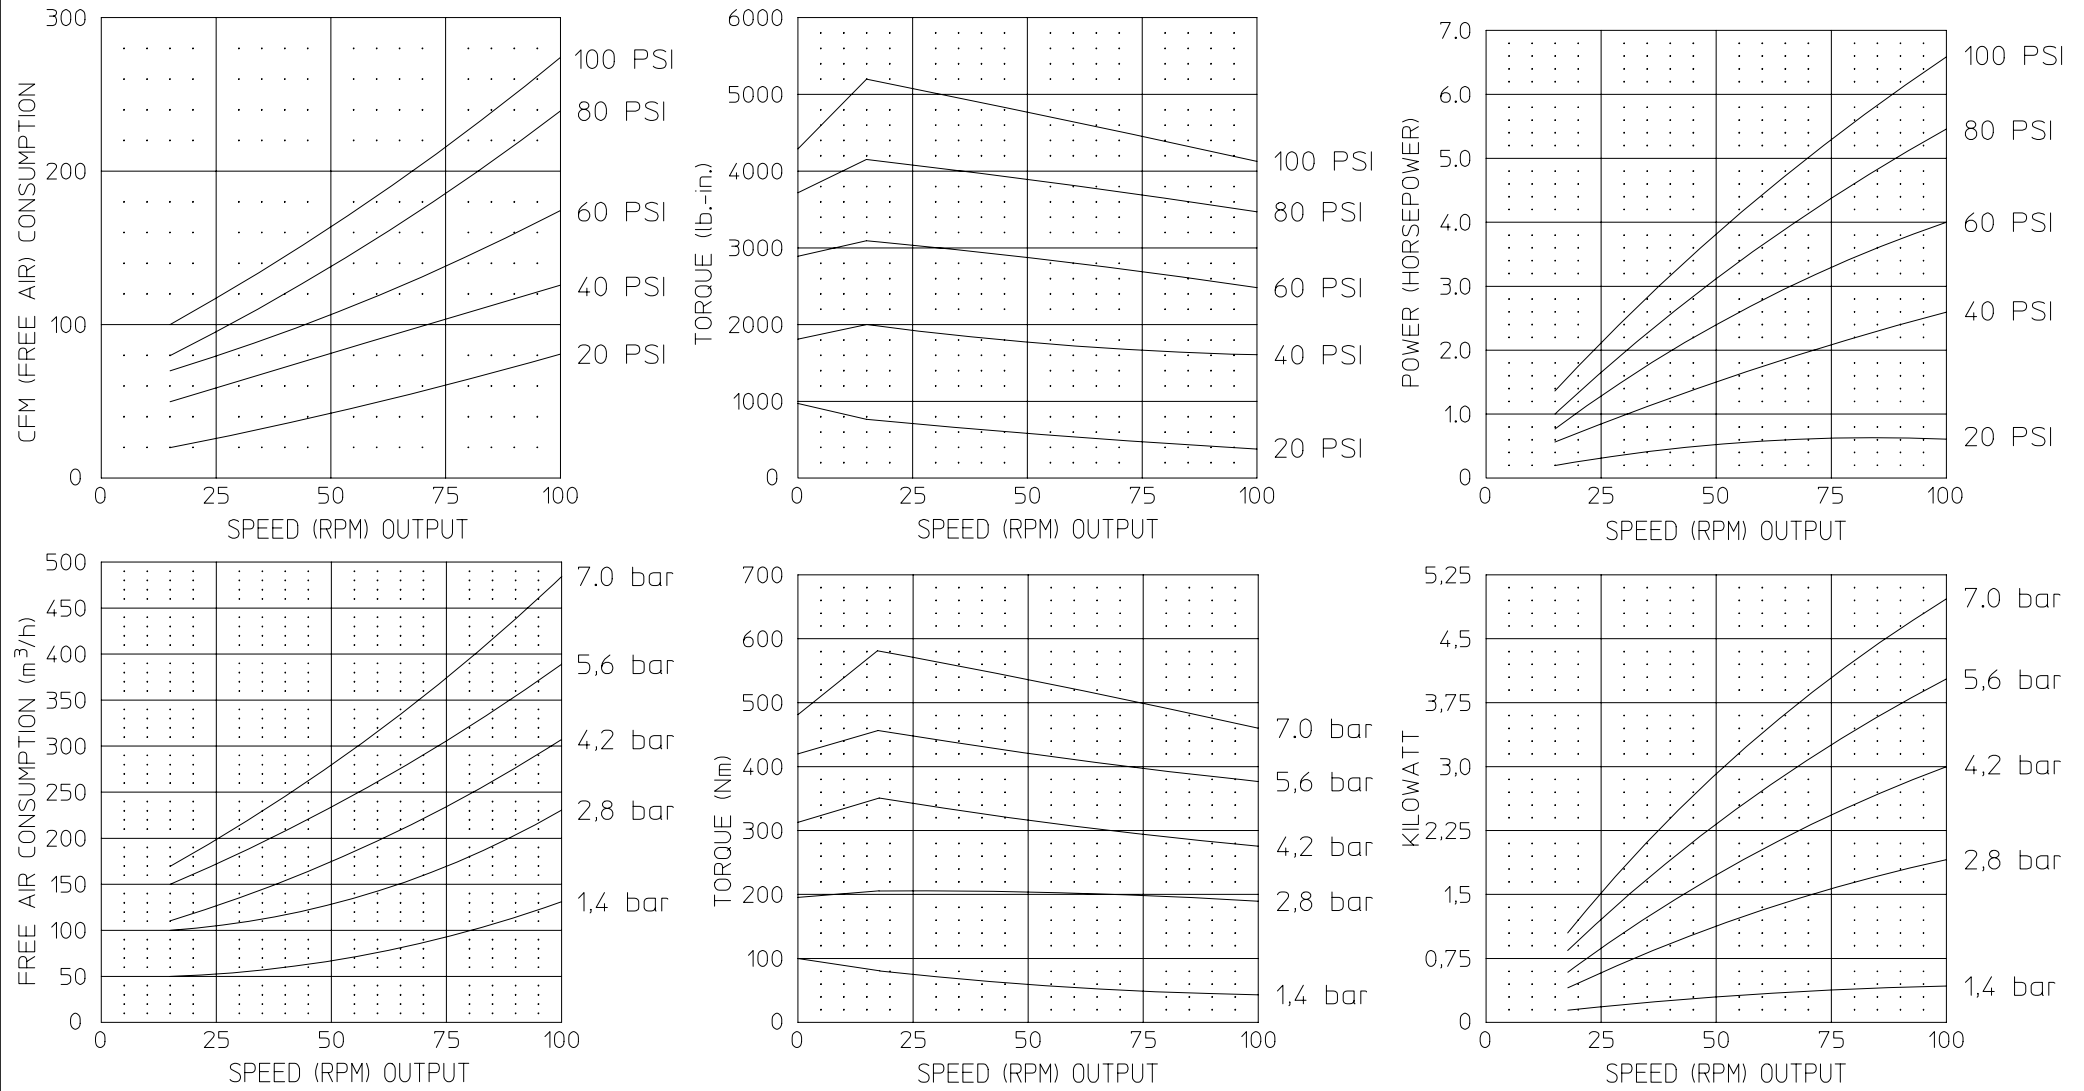 CFM (FREE AIR) CONSUMPTION
300
200
100
0
0 25 50 75 100
SPEED (RPM) OUTPUT
100 PSI
80 PSI
60 PSI
40 PSI
20 PSI
TORQUE (lb.-in.)
6000
5000
4000
3000
2000
1000
0
0 25 50 75 100
SPEED (RPM) OUTPUT
100 PSI
80 PSI
60 PSI
40 PSI
20 PSI
POWER (HORSEPOWER)
7.0
6.0
5.0
4.0
3.0
2.0
1.0
0
0 25 50 75 100
SPEED (RPM) OUTPUT
100 PSI
80 PSI
60 PSI
40 PSI
20 PSI
FREE AIR CONSUMPTION (m³/h)
500
450
400
350
300
250
200
150
100
50
0
0 25 50 75 100
SPEED (RPM) OUTPUT
7.0 bar
5,6 bar
4,2 bar
2,8 bar
1,4 bar
TORQUE (Nm)
700
600
500
400
300
200
100
0
0 25 50 75 100
SPEED (RPM) OUTPUT
7.0 bar
5,6 bar
4,2 bar
2,8 bar
1,4 bar
KILOWATT
5,25
4,5
3,75
3,0
2,25
1,5
0,75
0
0 25 50 75 100
SPEED (RPM) OUTPUT
7.0 bar
5,6 bar
4,2 bar
2,8 bar
1,4 bar